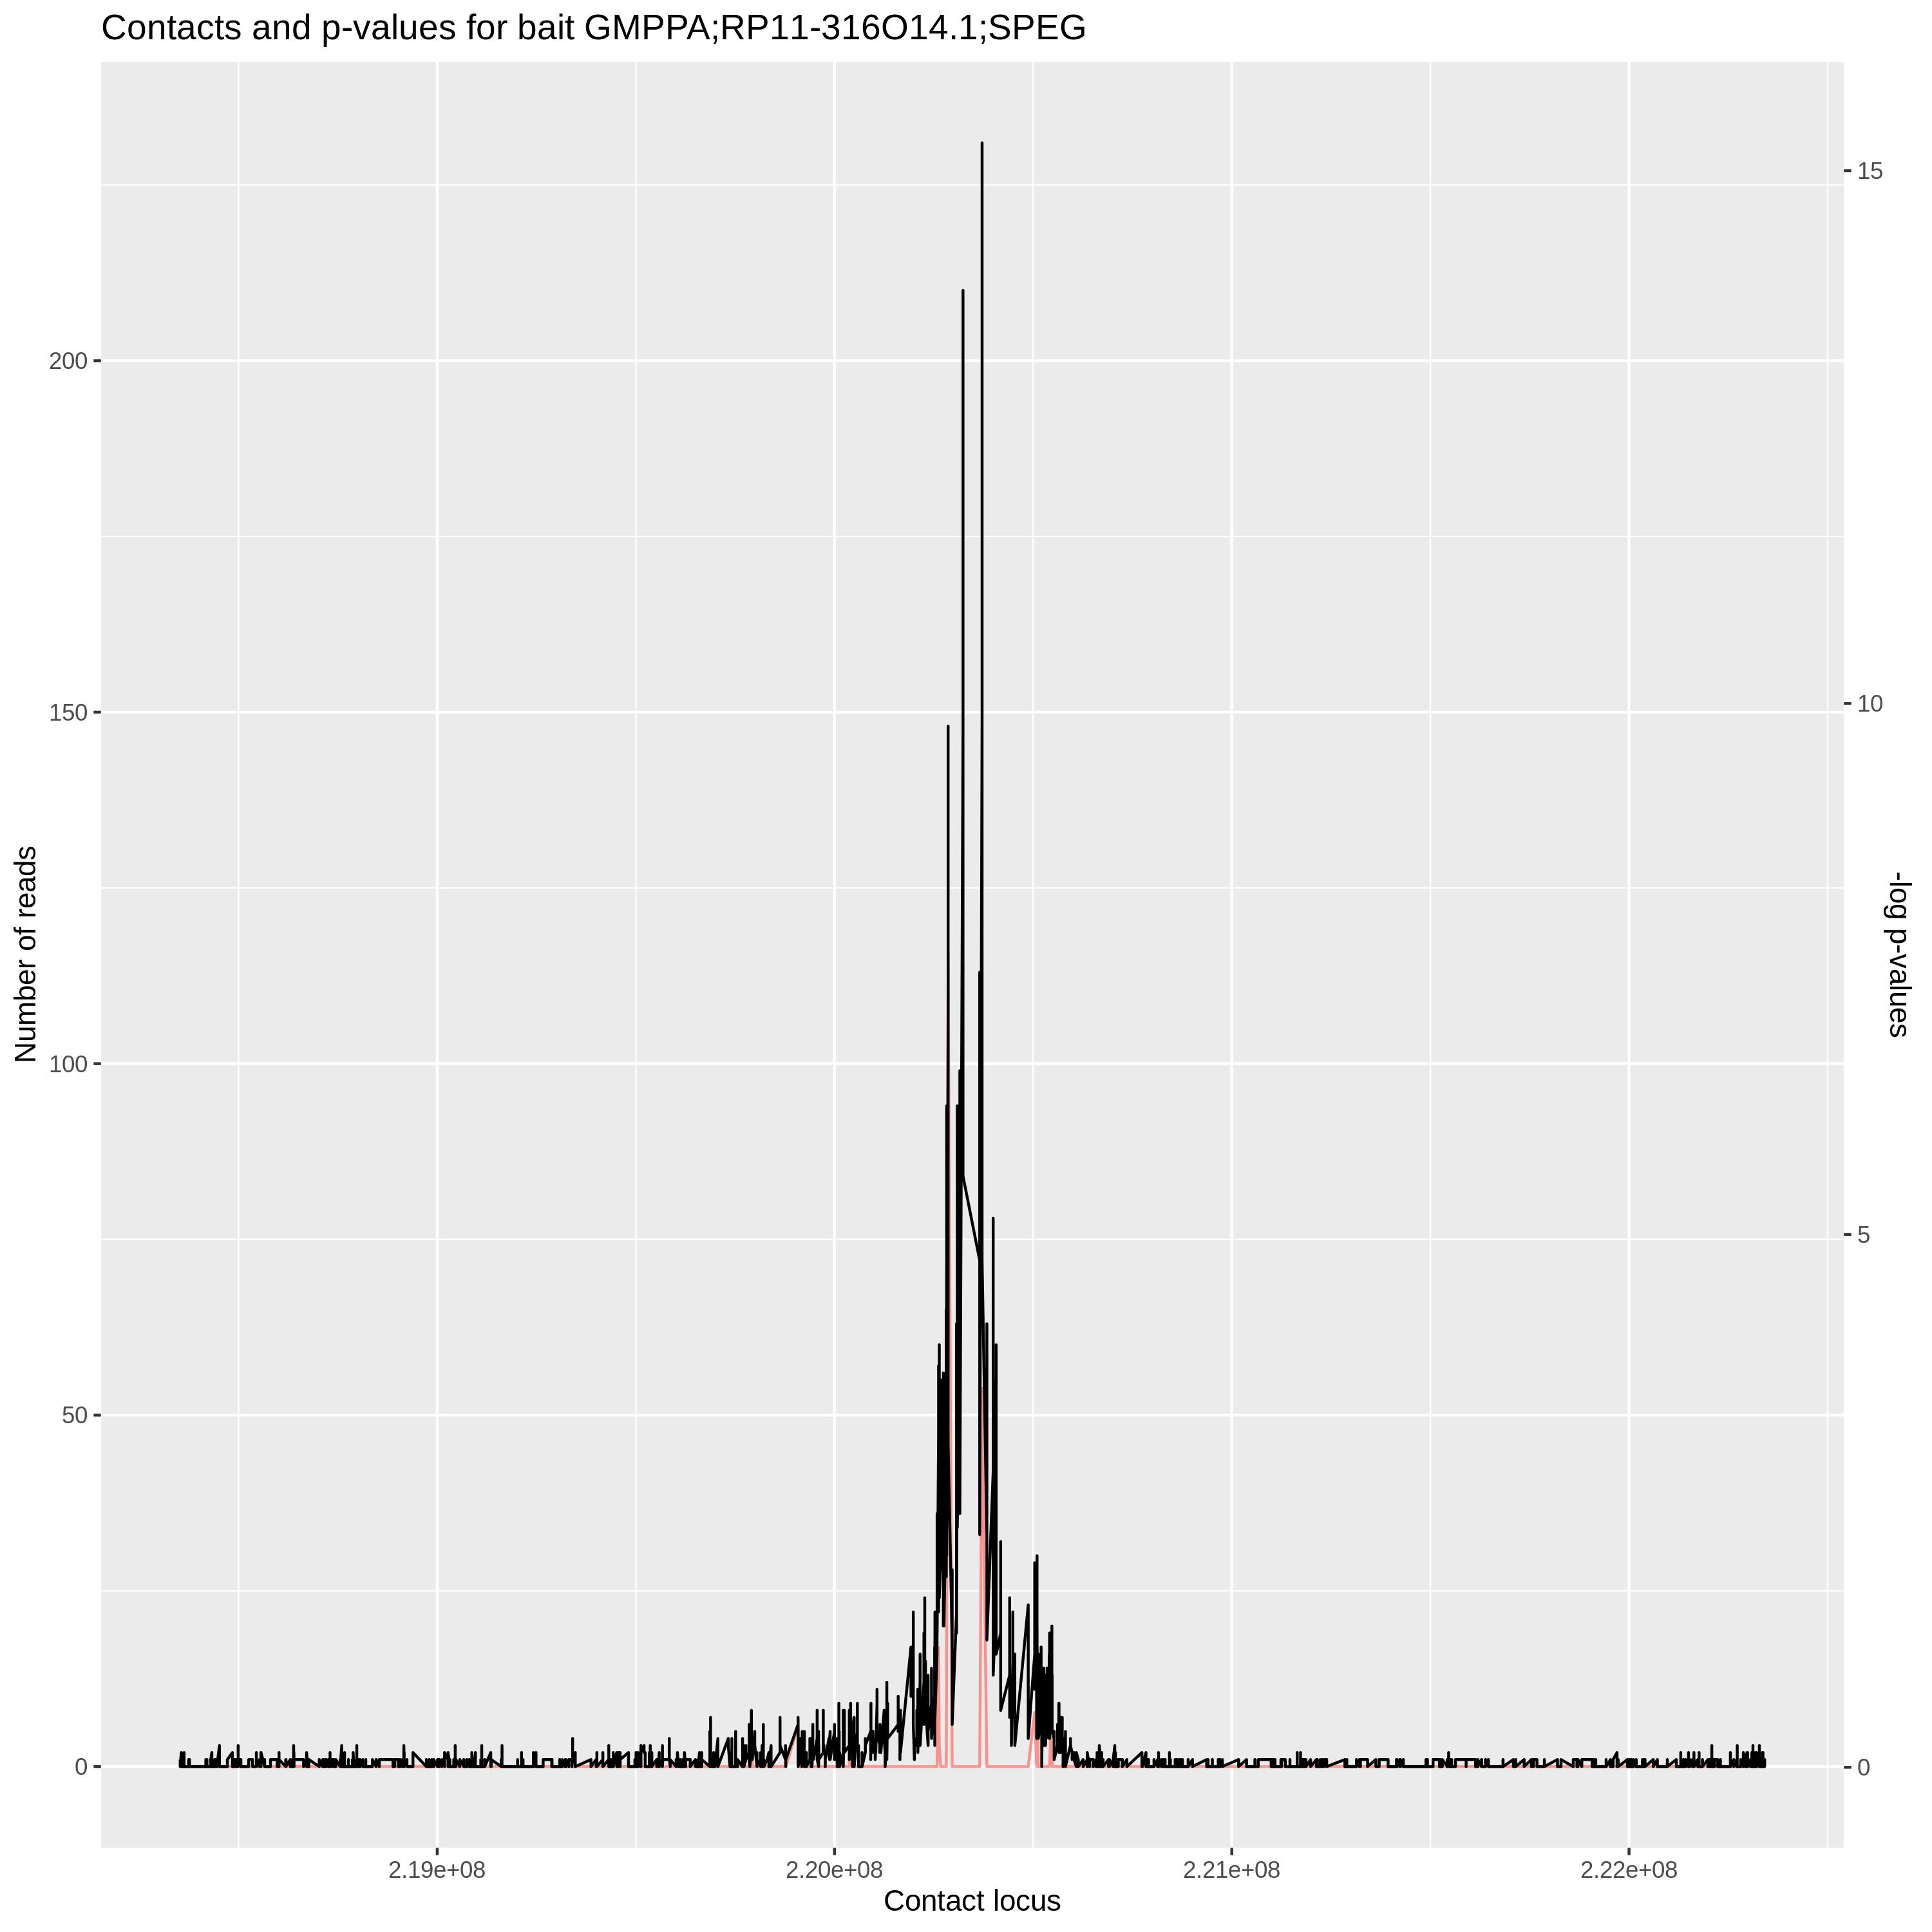 Contacts and p-values for bait GMPPA;RP11-316O14.1;SPEG
200
150
100
50
0
Number of reads
15
10
5
0
-log p-values
2.19e+08
2.20e+08
2.21e+08
2.22e+08
Contact locus